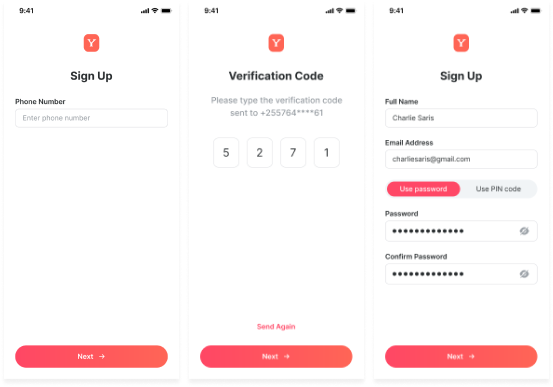 9:41
Y
Sign Up
Phone Number
Enter phone number
Next →
9:41
Y
Verification Code
Please type the verification code
sent to +255764****61
5 2 7 1
Send Again
Next →
9:41
Y
Sign Up
Full Name
Charlie Saris
Email Address
charliesaris@gmail.com
Use password Use PIN code
Password
●●●●●●●●●●●●●
Confirm Password
●●●●●●●●●●●●●
Next →